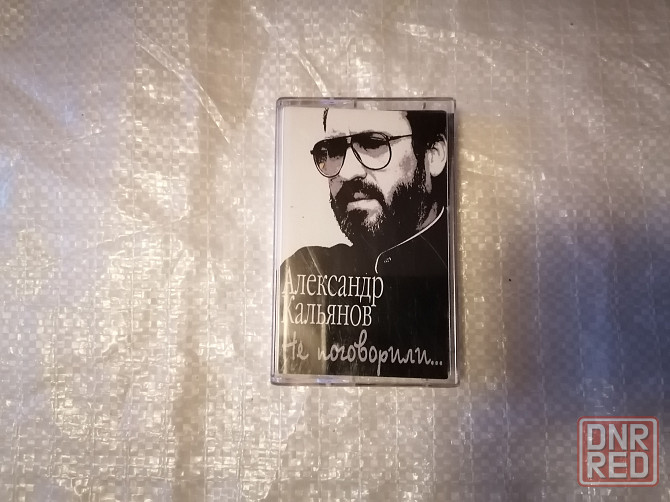 Александр
Кальянов
Не поговорили...
DNR
RED